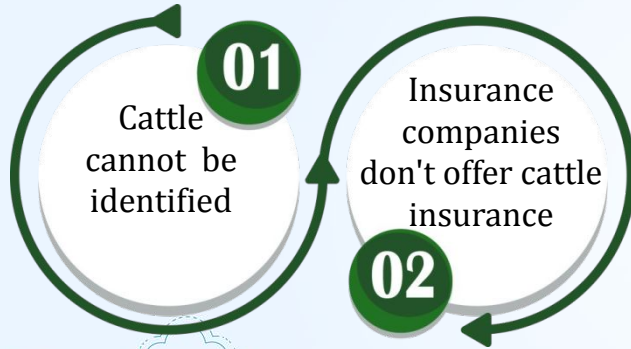 01
Cattle
cannot be
identified
Insurance
companies
don't offer cattle
insurance
02